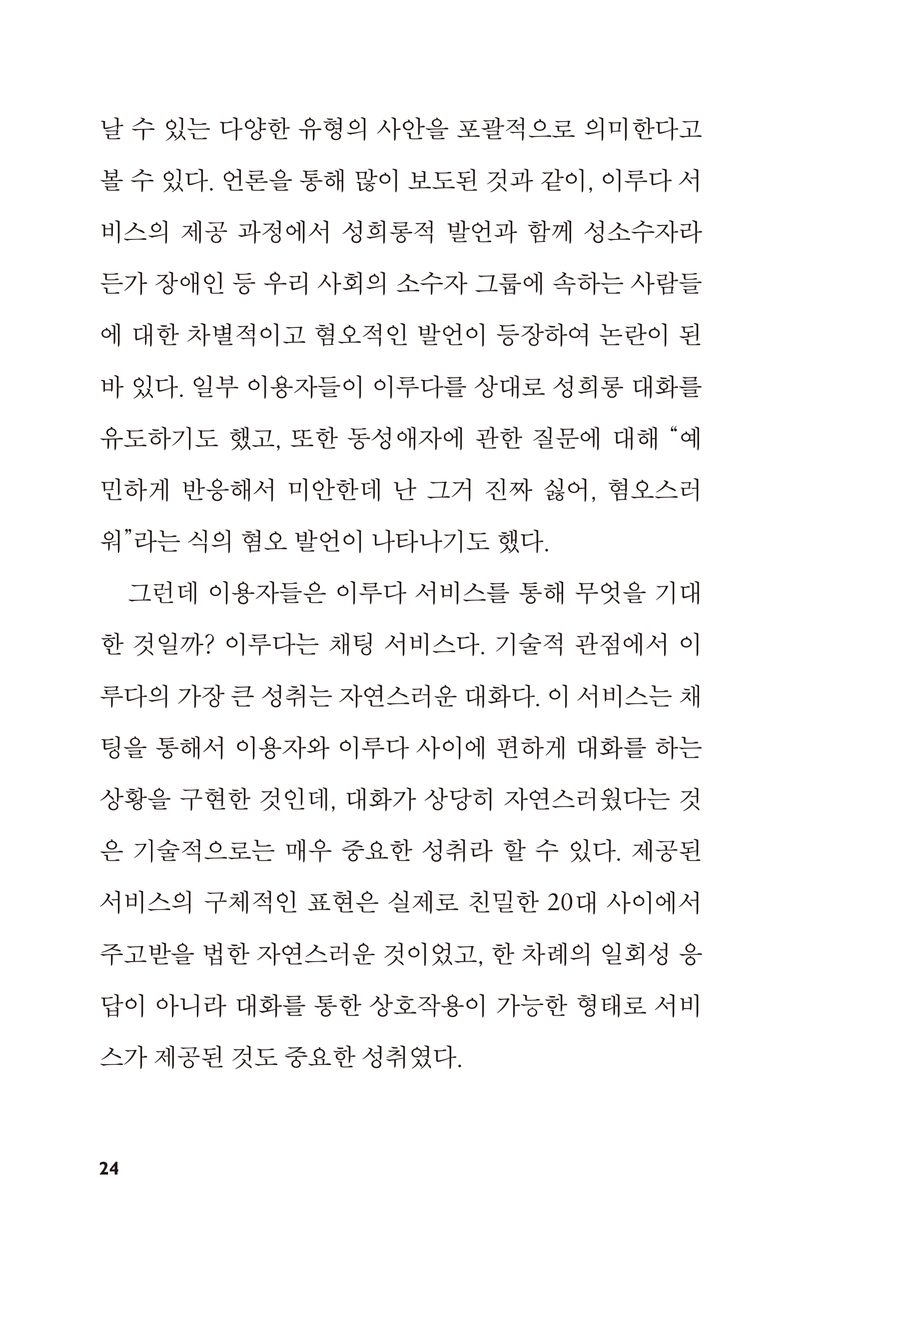 날 수 있는 다양한 유형의 사안을 포괄적으로 의미한다고
볼 수 있다. 언론을 통해 많이 보도된 것과 같이, 이루다 서
비스의 제공 과정에서 성희롱적 발언과 함께 성소수자라
든가 장애인 등 우리 사회의 소수자 그룹에 속하는 사람들
에 대한 차별적이고 혐오적인 발언이 등장하여 논란이 된
바 있다. 일부 이용자들이 이루다를 상대로 성희롱 대화를
유도하기도 했고, 또한 동성애자에 관한 질문에 대해 “예
민하게 반응해서 미안한데 난 그거 진짜 싫어, 혐오스러
워”라는 식의 혐오 발언이 나타나기도 했다.
그런데 이용자들은 이루다 서비스를 통해 무엇을 기대
한 것일까? 이루다는 채팅 서비스다. 기술적 관점에서 이
루다의 가장 큰 성취는 자연스러운 대화다. 이 서비스는 채
팅을 통해서 이용자와 이루다 사이에 편하게 대화를 하는
상황을 구현한 것인데, 대화가 상당히 자연스러웠다는 것
은 기술적으로는 매우 중요한 성취라 할 수 있다. 제공된
서비스의 구체적인 표현은 실제로 친밀한 20대 사이에서
주고받을 법한 자연스러운 것이었고, 한 차례의 일회성 응
답이 아니라 대화를 통한 상호작용이 가능한 형태로 서비
스가 제공된 것도 중요한 성취였다.
24